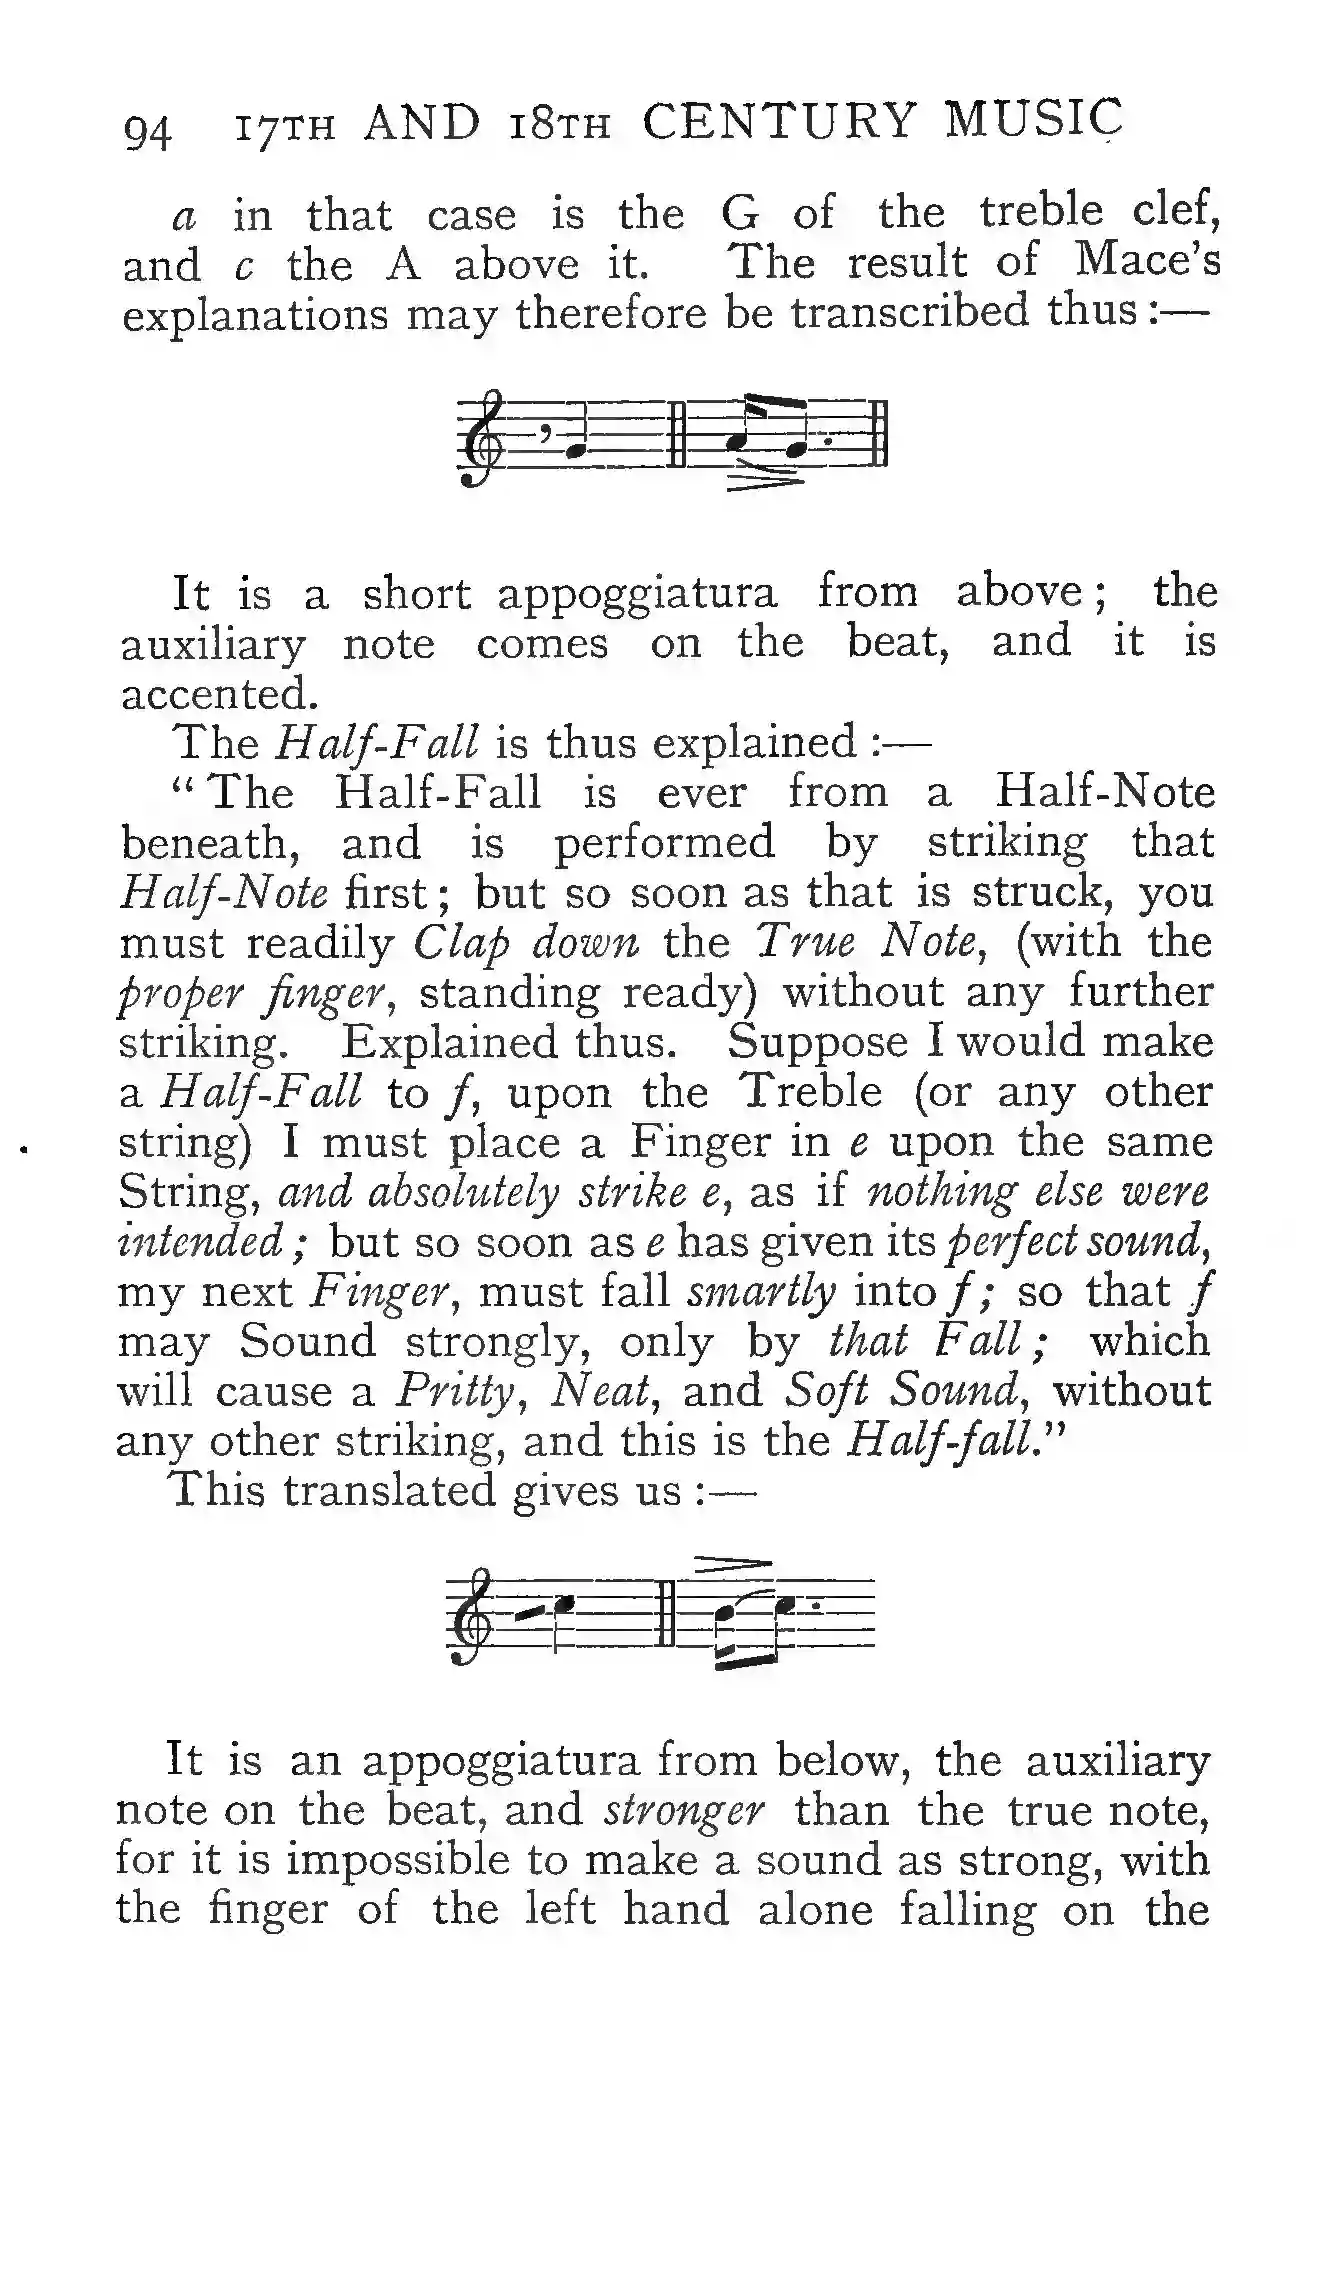 94 17TH AND 18TH CENTURY MUSIC
a in that case is the G of the treble clef,
and c the A above it. The result of Mace's
explanations may therefore be transcribed thus :—
It is a short appoggiatura from above ; the
auxiliary note comes on the beat, and it is
accented.
The Half-Fall is thus explained :—
“ The Half-Fall is ever from a Half-Note
beneath, and is performed by striking that
Half-Note first ; but so soon as that is struck, you
must readily Clap down the True Note, (with the
proper finger, standing ready) without any further
striking. Explained thus. Suppose I would make
a Half-Fall to f, upon the Treble (or any other
string) I must place a Finger in e upon the same
String, and absolutely strike e, as if nothing else were
intended ; but so soon as e has given its perfect sound,
my next Finger, must fall smartly into f ; so that f
may Sound strongly, only by that Fall ; which
will cause a Pritty, Neat, and Soft Sound, without
any other striking, and this is the Half-fall.”
This translated gives us :—
It is an appoggiatura from below, the auxiliary
note on the beat, and stronger than the true note,
for it is impossible to make a sound as strong, with
the finger of the left hand alone falling on the